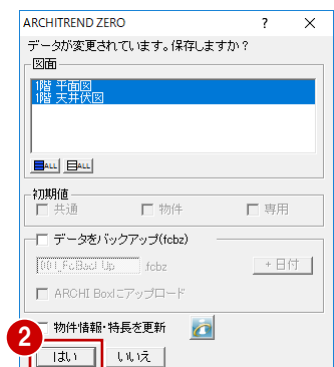 ARCHITREND ZERO ? ×
データが変更されています。保存しますか?
図面
1階 平面図
1階 天井伏図
ALL ALL
初期値
共通 物件 専用
データをバックアップ(fcbz)
001_FcBacl Up fcbz +日付
ARCHI Boxにアップロード
物件情報・特長を更新
2
はい いいえ